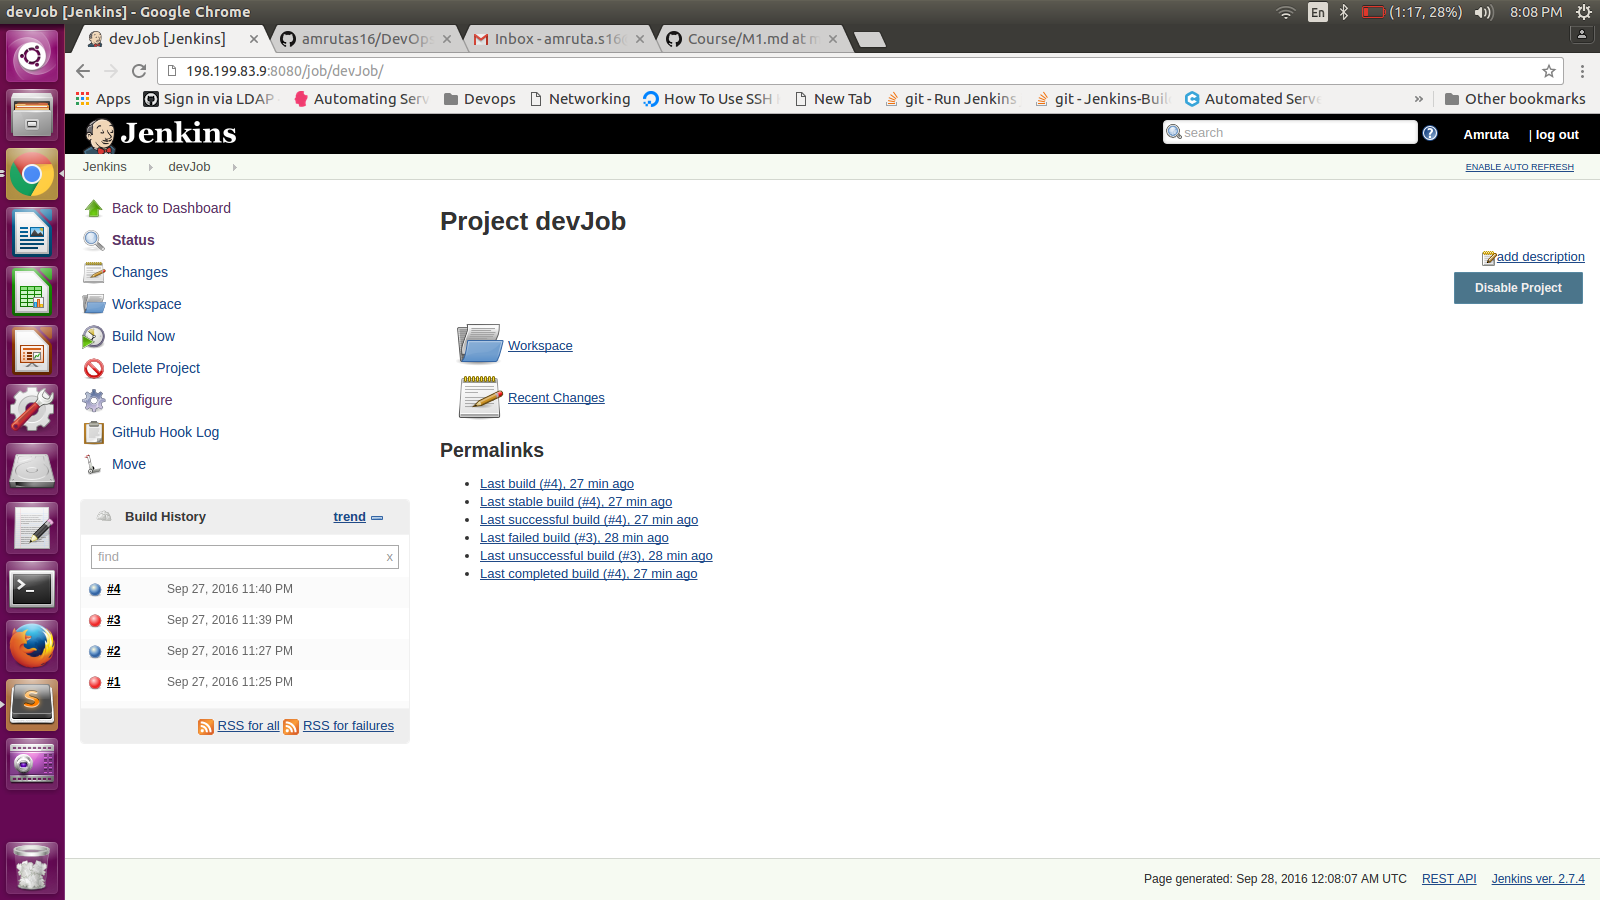 devJob [Jenkins] - Google Chrome
En (1:17, 28%) 8:08 PM
devJob [Jenkins] amrutas16/DevOps Inbox - amruta.s16 Course/M1.md at m
198.199.83.9:8080/job/devJob/
Apps Sign in via LDAP Automating Serv Devops Networking How To Use SSH New Tab git - Run Jenkins git - Jenkins-Buil Automated Serve » Other bookmarks
Jenkins search Amruta | log out
Jenkins devJob ENABLE AUTO REFRESH
Back to Dashboard
Status
Changes
Workspace
Build Now
Delete Project
Configure
GitHub Hook Log
Move
Build History trend
find x
#4 Sep 27, 2016 11:40 PM
#3 Sep 27, 2016 11:39 PM
#2 Sep 27, 2016 11:27 PM
#1 Sep 27, 2016 11:25 PM
RSS for all RSS for failures
Project devJob
add description
Disable Project
Workspace
Recent Changes
Permalinks
Last build (#4), 27 min ago
Last stable build (#4), 27 min ago
Last successful build (#4), 27 min ago
Last failed build (#3), 28 min ago
Last unsuccessful build (#3), 28 min ago
Last completed build (#4), 27 min ago
Page generated: Sep 28, 2016 12:08:07 AM UTC REST API Jenkins ver. 2.7.4